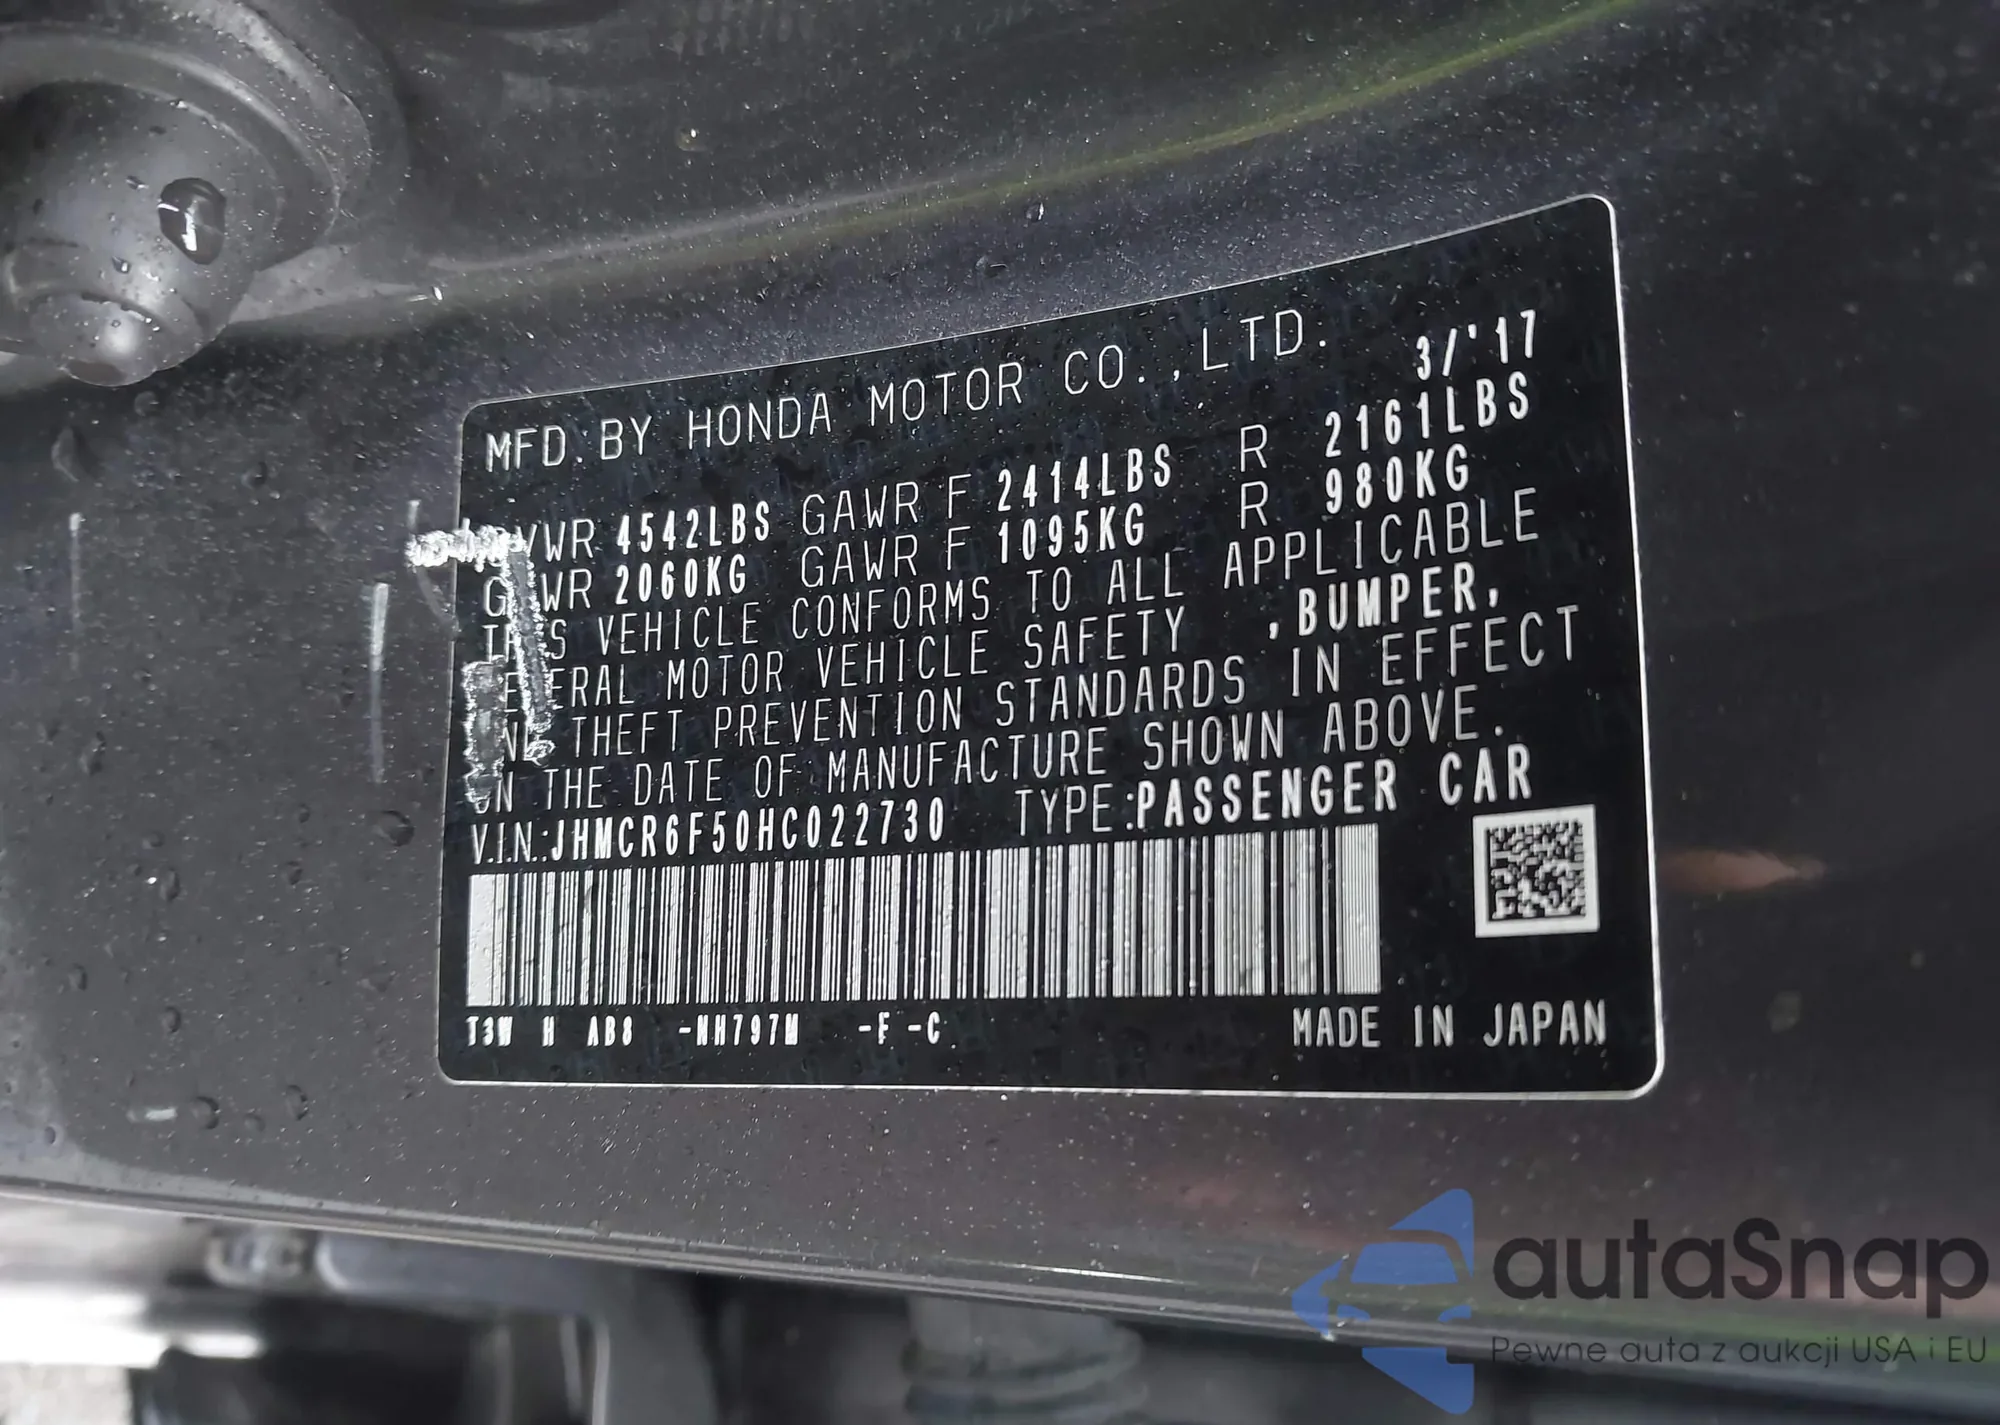 MFD. BY HONDA MOTOR CO., LTD. 3/'17
GVWR 4542LBS GAWR F 2414LBS R 2161LBS
GVWR 2060KG GAWR F 1095KG R 980KG
THIS VEHICLE CONFORMS TO ALL APPLICABLE
FEDERAL MOTOR VEHICLE SAFETY ,BUMPER,
AND THEFT PREVENTION STANDARDS IN EFFECT
ON THE DATE OF MANUFACTURE SHOWN ABOVE.
V.I.N.:JHMCR6F50HC022730 TYPE:PASSENGER CAR
T3W H AB8 -NH797M -F -C MADE IN JAPAN
autaSnap
Pewne auta z aukcji USA i EU